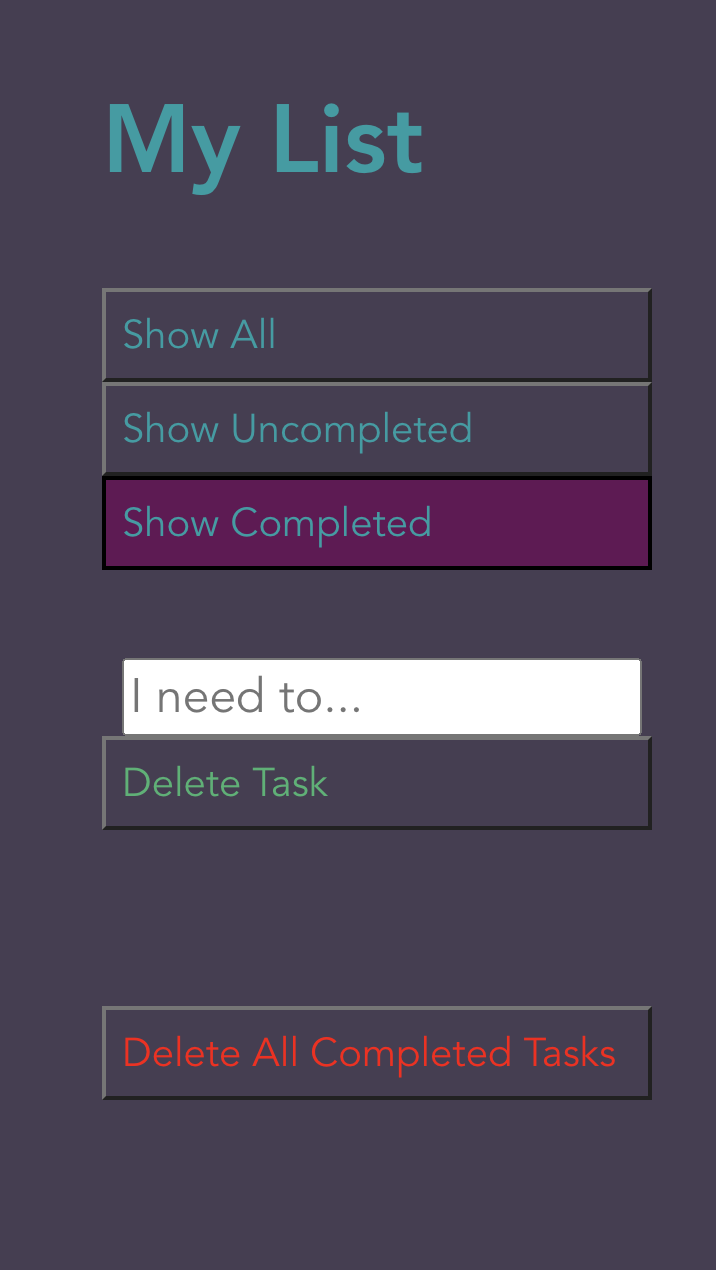 My List
Show All
Show Uncompleted
Show Completed
I need to...
Delete Task
Delete All Completed Tasks